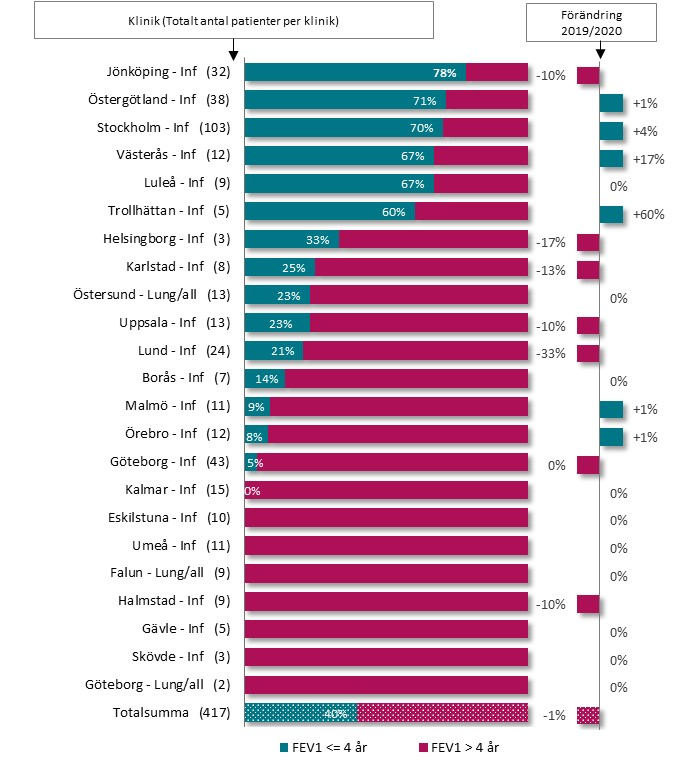 Klinik (Totalt antal patienter per klinik)
Förändring
2019/2020
Jönköping - Inf (32) 78% -10%
Östergötland - Inf (38) 71% +1%
Stockholm - Inf (103) 70% +4%
Västerås - Inf (12) 67% +17%
Luleå - Inf (9) 67% 0%
Trollhättan - Inf (5) 60% +60%
Helsingborg - Inf (3) 33% -17%
Karlstad - Inf (8) 25% -13%
Östersund - Lung/all (13) 23% 0%
Uppsala - Inf (13) 23% -10%
Lund - Inf (24) 21% -33%
Borås - Inf (7) 14% 0%
Malmö - Inf (11) 9% +1%
Örebro - Inf (12) 8% +1%
Göteborg - Inf (43) 5% 0%
Kalmar - Inf (15) 0% 0%
Eskilstuna - Inf (10) 0%
Umeå - Inf (11) 0%
Falun - Lung/all (9) 0%
Halmstad - Inf (9) -10%
Gävle - Inf (5) 0%
Skövde - Inf (3) 0%
Göteborg - Lung/all (2) 0%
Totalsumma (417) 40% -1%
FEV1 <= 4 år FEV1 > 4 år